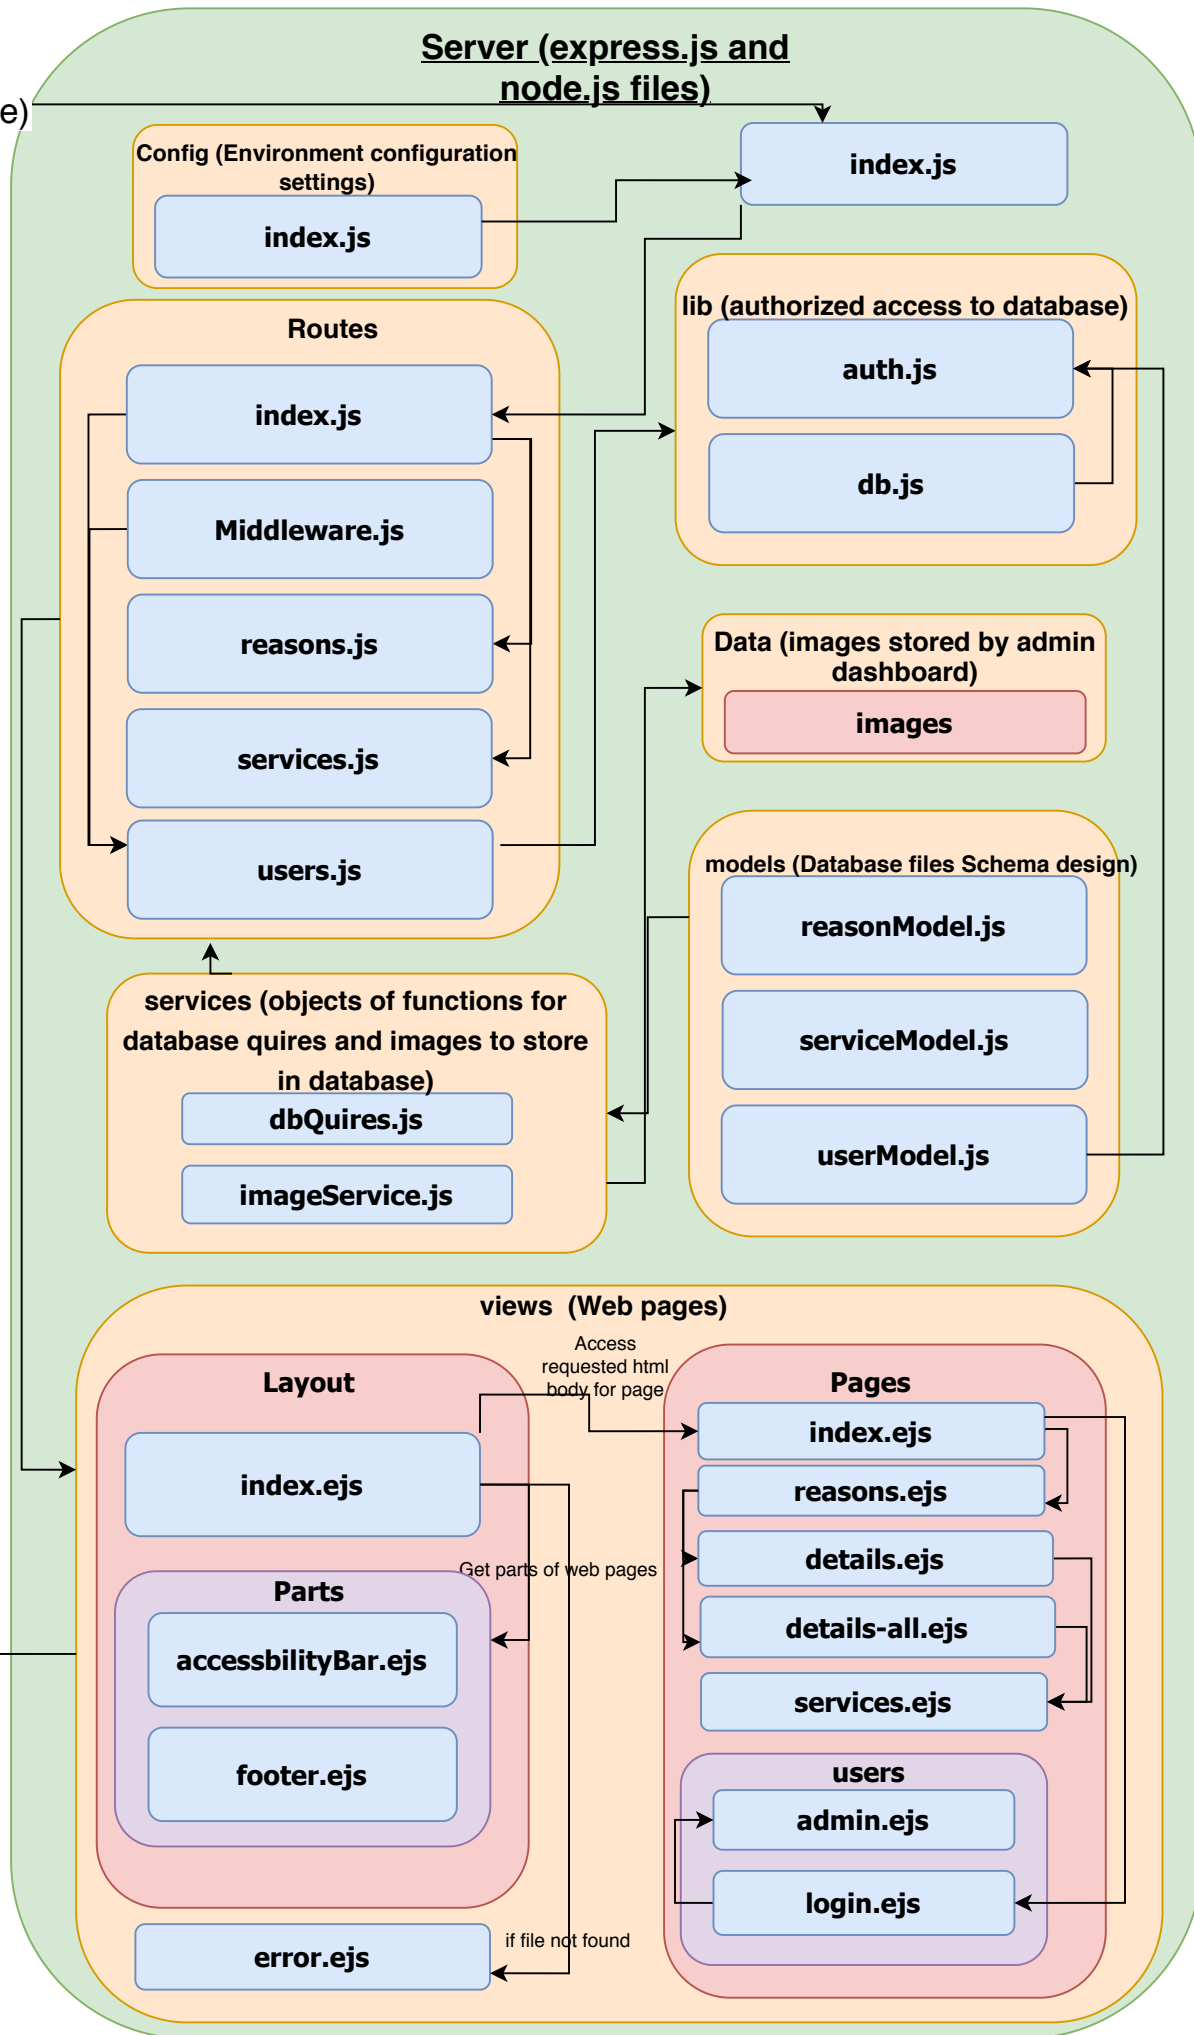 Server (express.js and
node.js files)
e)
Config (Environment configuration
settings)
index.js
index.js
lib (authorized access to database)
auth.js
db.js
Routes
index.js
Middleware.js
reasons.js
services.js
users.js
Data (images stored by admin
dashboard)
images
models (Database files Schema design)
reasonModel.js
serviceModel.js
userModel.js
services (objects of functions for
database quires and images to store
in database)
dbQuires.js
imageService.js
views (Web pages)
Layout
index.ejs
Access
requested html
body for page
Get parts of web pages
Parts
accessbilityBar.ejs
footer.ejs
error.ejs
if file not found
Pages
index.ejs
reasons.ejs
details.ejs
details-all.ejs
services.ejs
users
admin.ejs
login.ejs